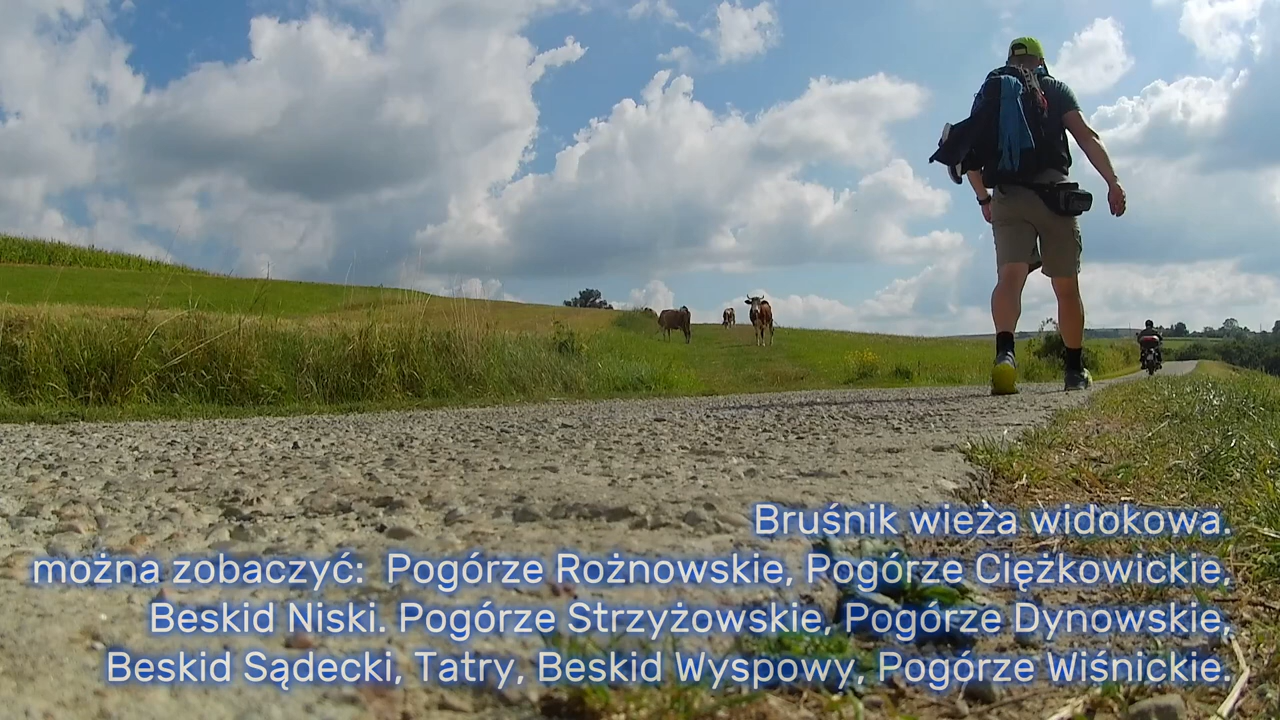 Bruśnik wieża widokowa.
można zobaczyć: Pogórze Rożnowskie, Pogórze Ciężkowickie,
Beskid Niski. Pogórze Strzyżowskie, Pogórze Dynowskie,
Beskid Sądecki, Tatry, Beskid Wyspowy, Pogórze Wiśnickie.